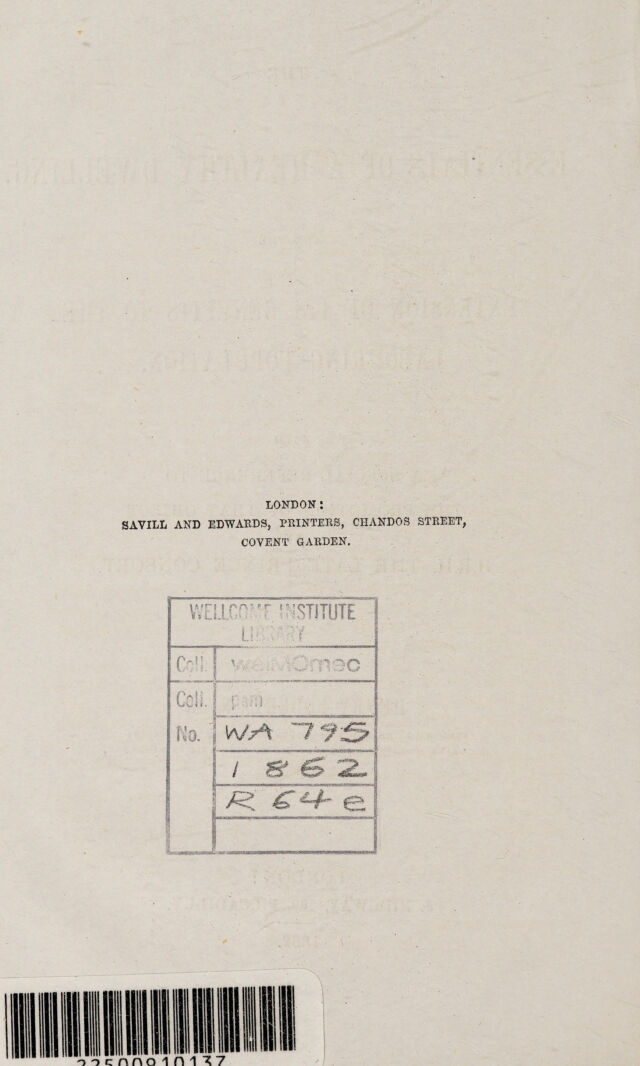 LONDON:
SAVILL AND EDWARDS, PRINTERS, CHANDOS STREET,
COVENT GARDEN.
WELLCOME INSTITUTE
LIBRARY
Coll. welMOmec
Coll. pam
No. WA 795
1862
R64e
22500910137